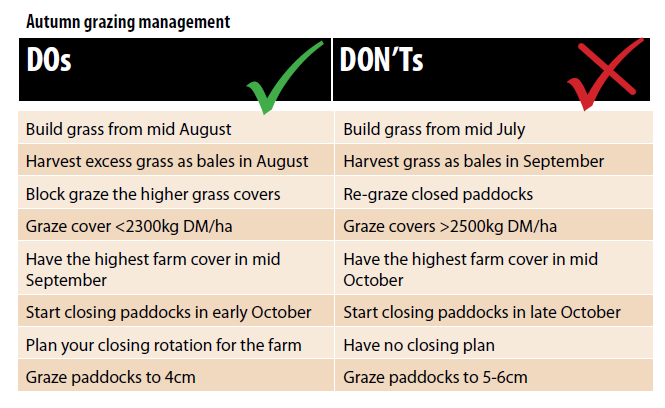 Autumn grazing management
DOs
DON'Ts
Build grass from mid August
Build grass from mid July
Harvest excess grass as bales in August
Harvest grass as bales in September
Block graze the higher grass covers
Re-graze closed paddocks
Graze cover <2300kg DM/ha
Graze covers >2500kg DM/ha
Have the highest farm cover in mid
September
Have the highest farm cover in mid
October
Start closing paddocks in early October
Start closing paddocks in late October
Plan your closing rotation for the farm
Have no closing plan
Graze paddocks to 4cm
Graze paddocks to 5-6cm